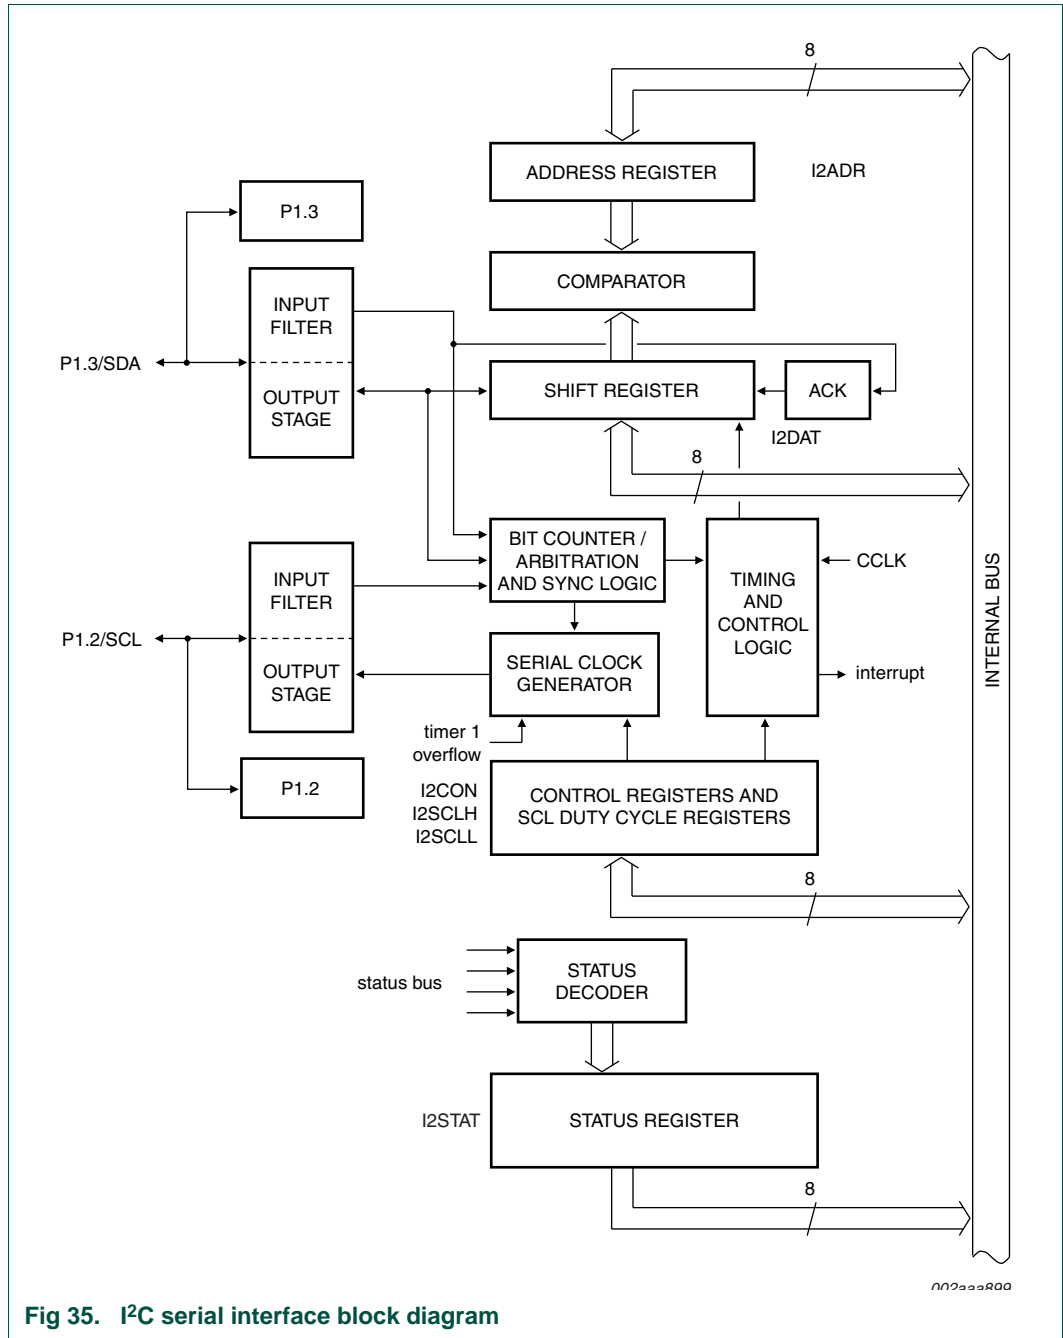 8
ADDRESS REGISTER
I2ADR
P1.3
COMPARATOR
INPUT
FILTER
P1.3/SDA
OUTPUT
STAGE
SHIFT REGISTER
ACK
I2DAT
8
BIT COUNTER /
ARBITRATION
AND SYNC LOGIC
INPUT
FILTER
TIMING
AND
CONTROL
LOGIC
CCLK
INTERNAL BUS
P1.2/SCL
OUTPUT
STAGE
SERIAL CLOCK
GENERATOR
interrupt
timer 1
overflow
P1.2
I2CON
I2SCLH
I2SCLL
CONTROL REGISTERS AND
SCL DUTY CYCLE REGISTERS
8
status bus
STATUS
DECODER
I2STAT
STATUS REGISTER
8
002aaa899
Fig 35. I²C serial interface block diagram